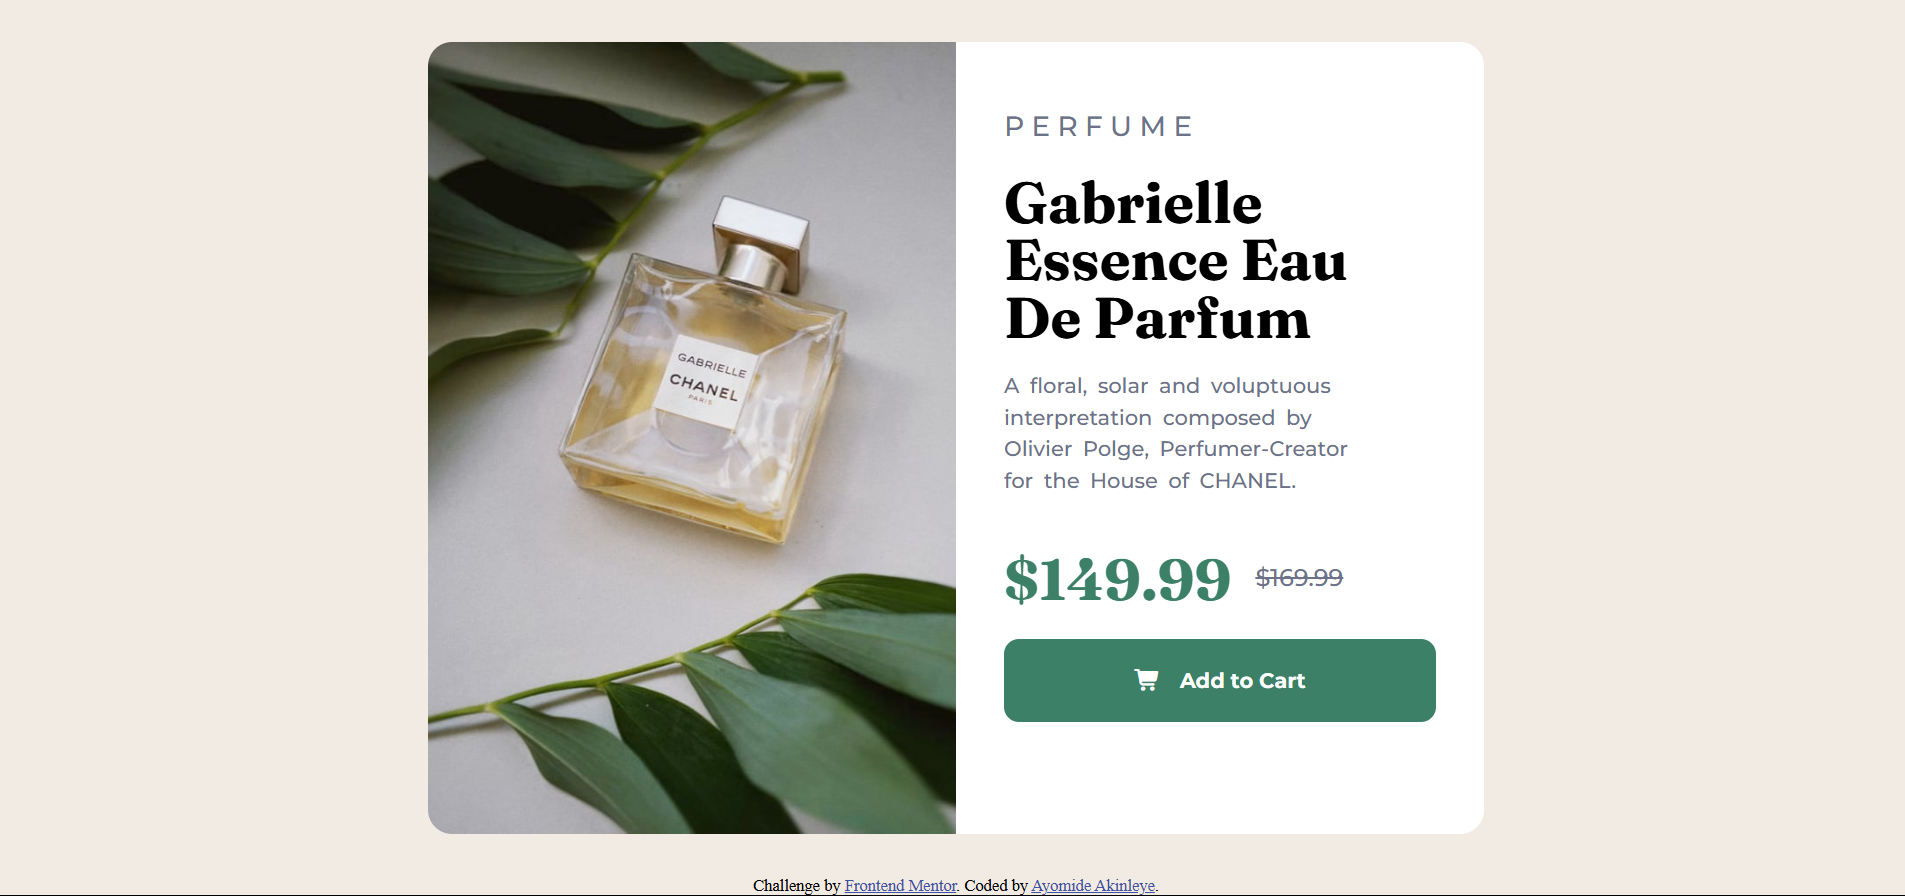 GABRIELLE
CHANEL
PARIS
PERFUME
Gabrielle
Essence Eau
De Parfum
A floral, solar and voluptuous
interpretation composed by
Olivier Polge, Perfumer-Creator
for the House of CHANEL.
$149.99 $169.99
Add to Cart
Challenge by Frontend Mentor. Coded by Ayomide Akinleye.